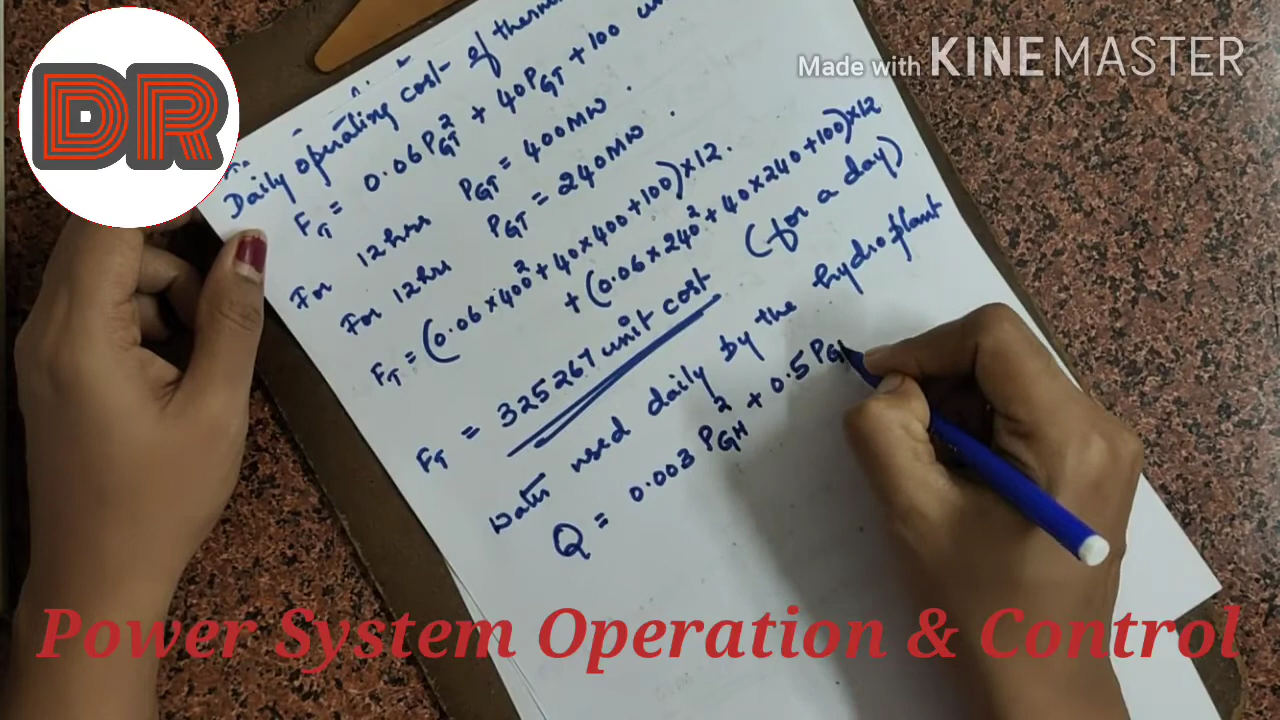 DR
Made with KINEMASTER
Daily operating cost of thermal
F_T = 0.06P_GT² + 40P_GT + 100
For 12hrs P_GT = 400MW.
For 12hrs P_GT = 240MW.
F_T = (0.06×400² + 40×400 + 100)×12.
+ (0.06×240² + 40×240 + 100)×12
F_T = 325267 unit cost (for a day)
Water used daily by the hydro plant
Q = 0.003 P_GH² + 0.5 P_G
Power System Operation & Control